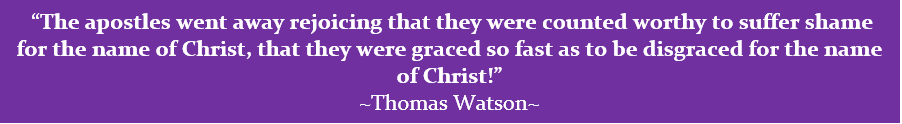 “The apostles went away rejoicing that they were counted worthy to suffer shame
for the name of Christ, that they were graced so fast as to be disgraced for the name
of Christ!”
~Thomas Watson~